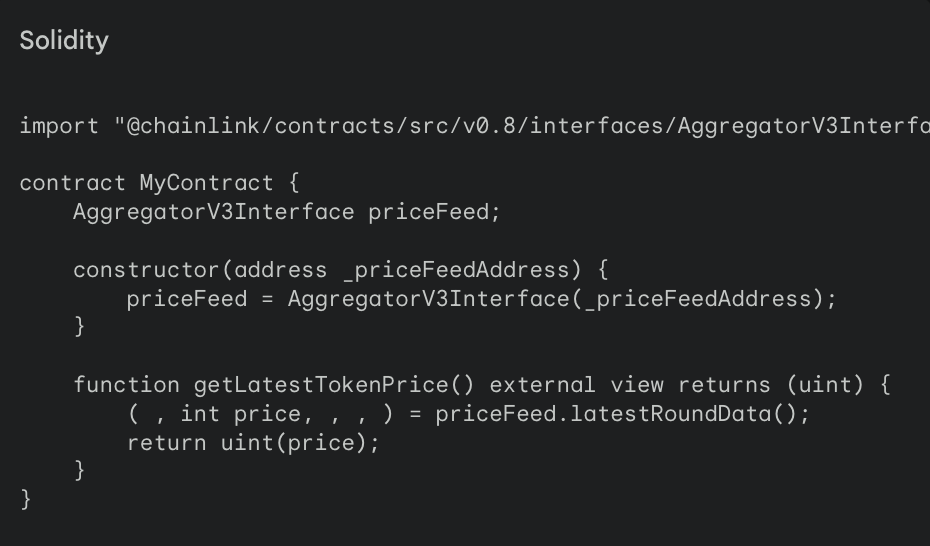 Solidity
import "@chainlink/contracts/src/v0.8/interfaces/AggregatorV3Interfa
contract MyContract {
    AggregatorV3Interface priceFeed;
    constructor(address _priceFeedAddress) {
        priceFeed = AggregatorV3Interface(_priceFeedAddress);
    }
    function getLatestTokenPrice() external view returns (uint) {
        ( , int price, , , ) = priceFeed.latestRoundData();
        return uint(price);
    }
}